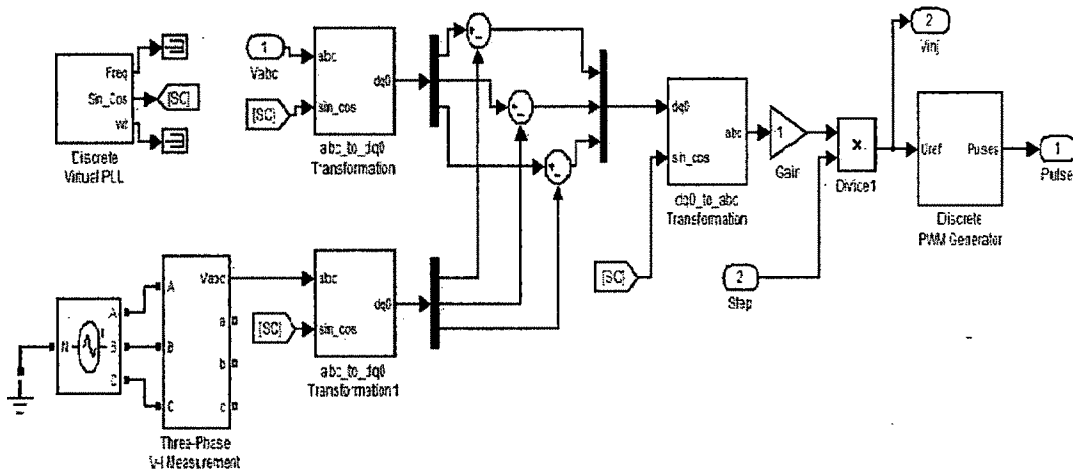 Freq
Sin_Cos
wt
[SC]
Discrete
Virtual PLL
1
Vabc
[SC]
abc
sin_cos
dq0
abc_to_dq0
Transformation
+
-
+
-
+
-
dq0
sin_cos
abc
dq0_to_abc
Transformation
[SC]
1
Gain
x
Divide1
2
Step
2
Vinj
Uref
Pulses
Discrete
PWM Generator
1
Pulse
N
A
B
C
A
B
C
Vabc
a
b
c
Three-Phase
V-I Measurement
[SC]
abc
sin_cos
dq0
abc_to_dq0
Transformation1